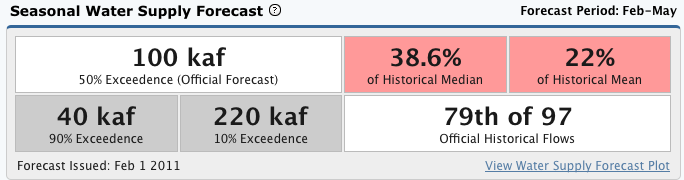 Seasonal Water Supply Forecast ? Forecast Period: Feb-May
100 kaf
50% Exceedence (Official Forecast)
38.6%
of Historical Median
22%
of Historical Mean
40 kaf
90% Exceedence
220 kaf
10% Exceedence
79th of 97
Official Historical Flows
Forecast Issued: Feb 1 2011 View Water Supply Forecast Plot